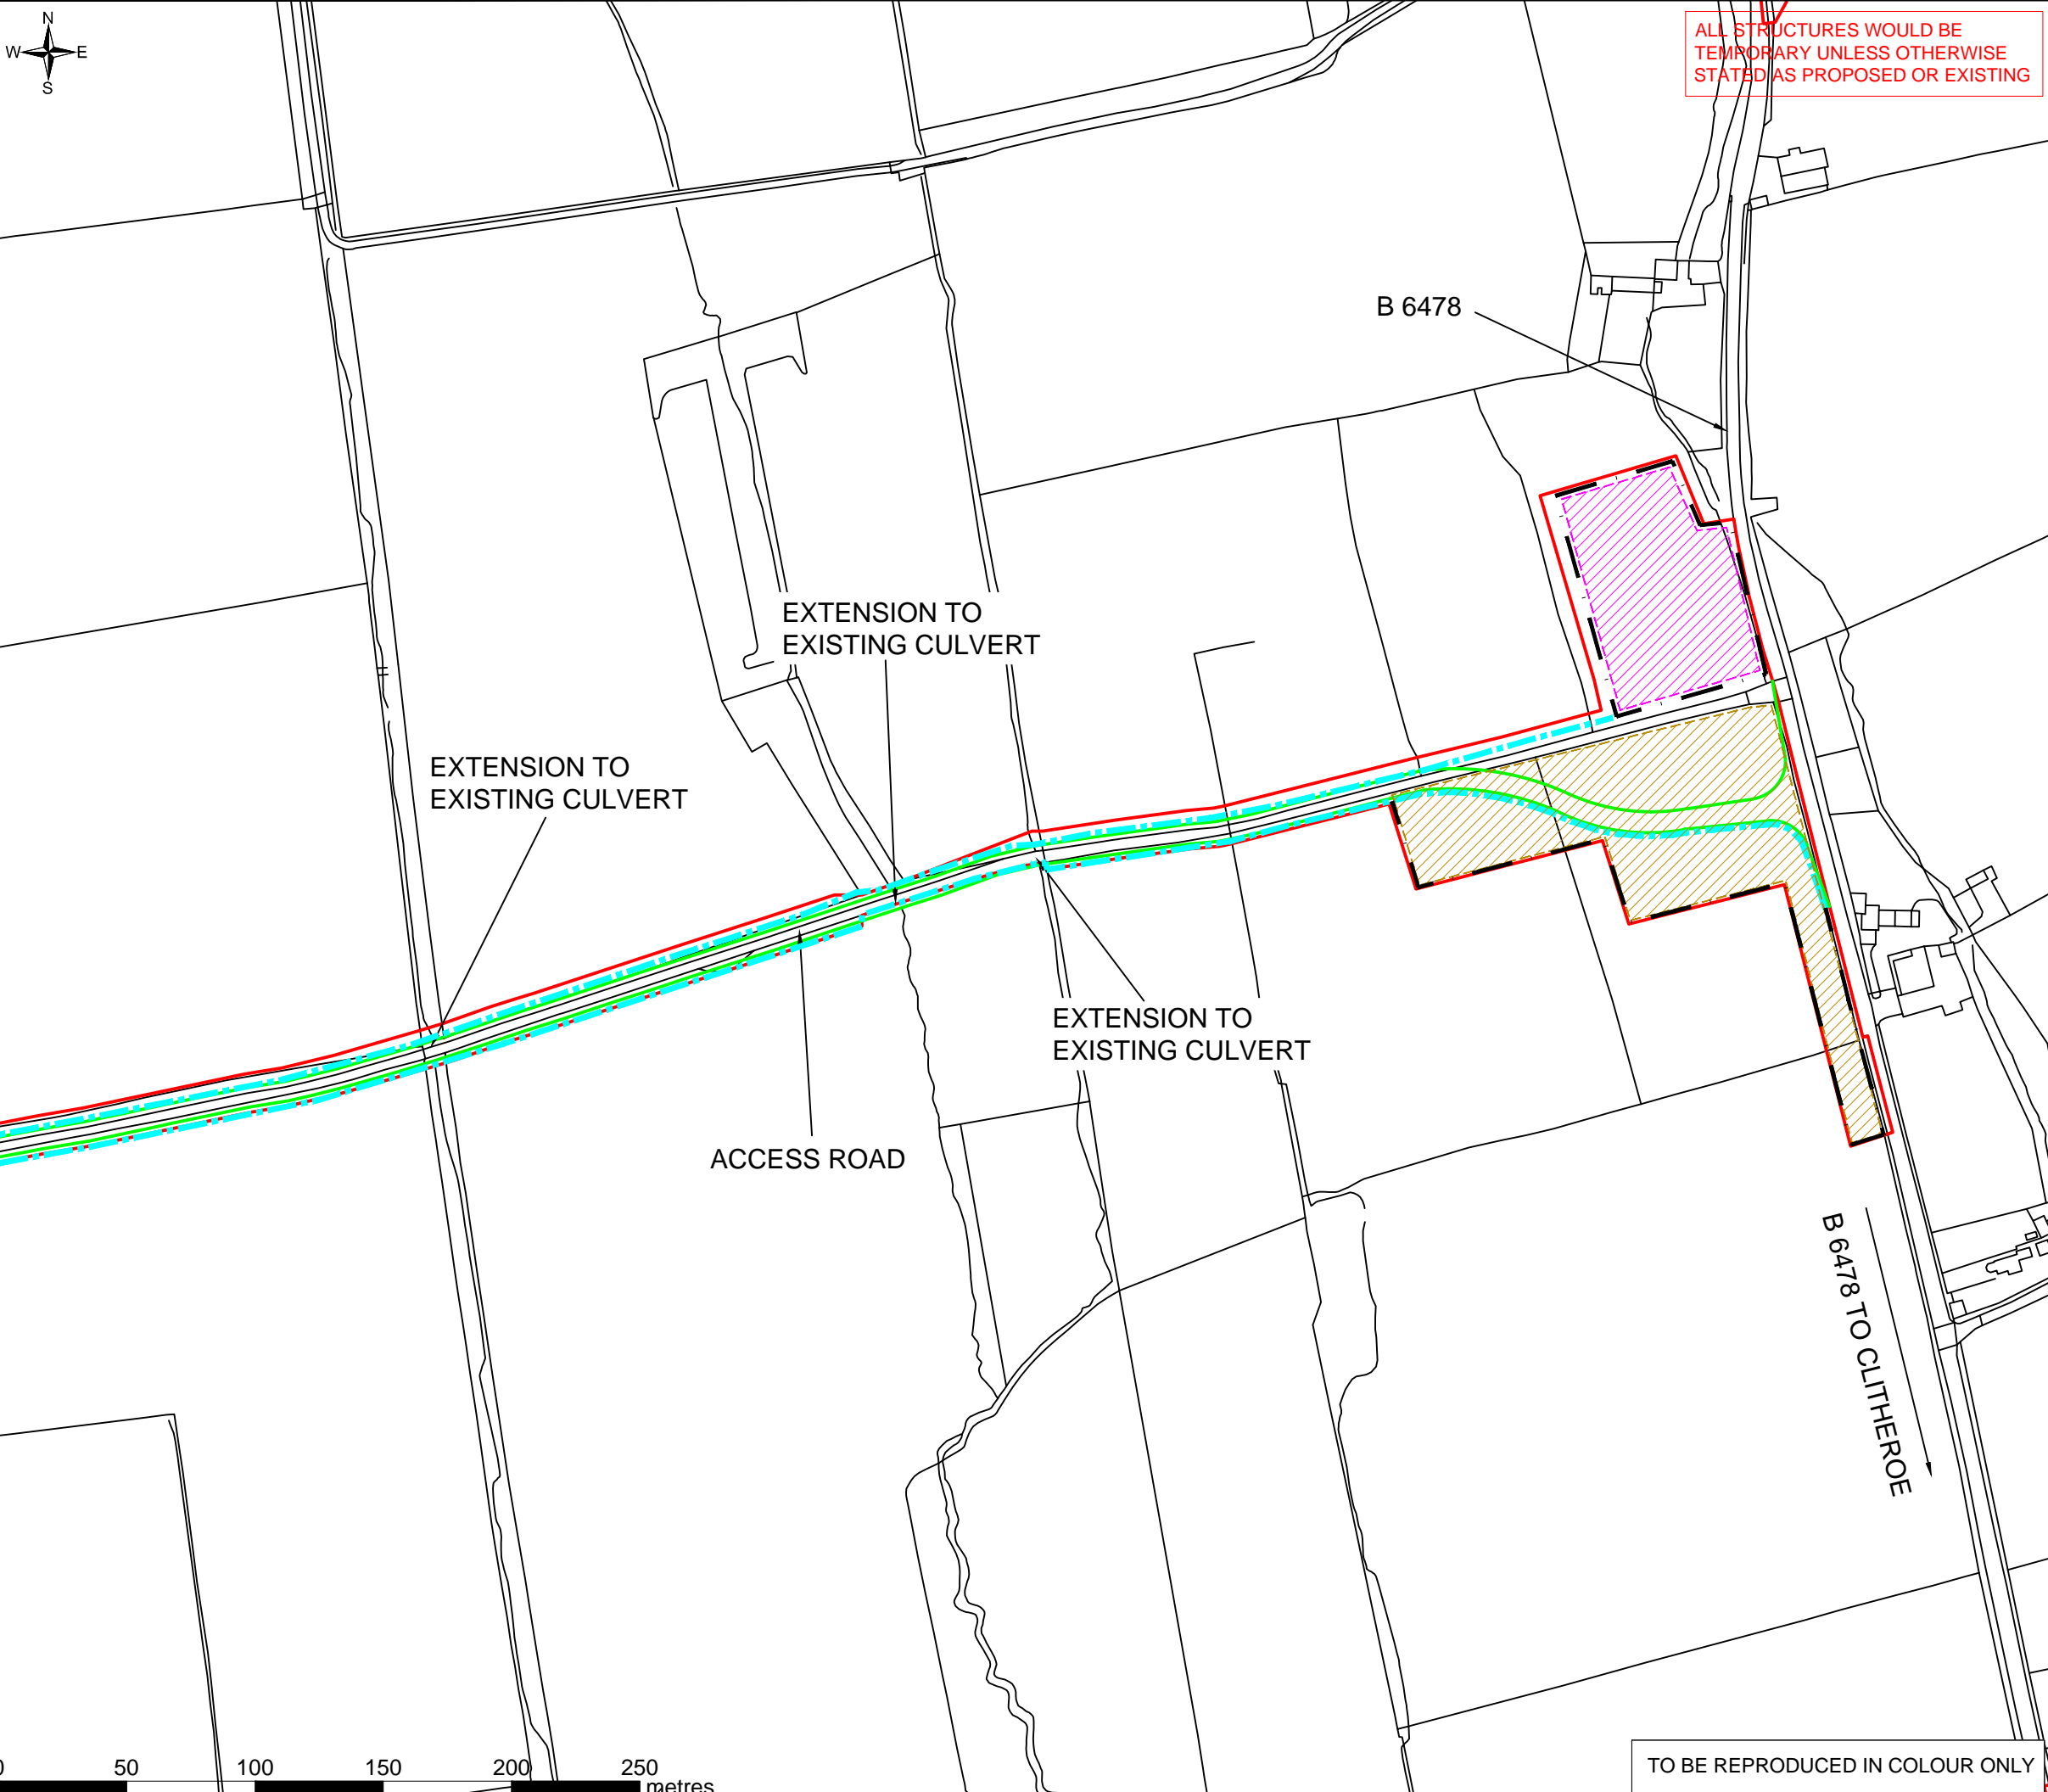 N
W E
S
ALL STRUCTURES WOULD BE
TEMPORARY UNLESS OTHERWISE
STATED AS PROPOSED OR EXISTING
B 6478
EXTENSION TO
EXISTING CULVERT
EXTENSION TO
EXISTING CULVERT
EXTENSION TO
EXISTING CULVERT
ACCESS ROAD
B 6478 TO CLITHEROE
0 50 100 150 200 250
metres
TO BE REPRODUCED IN COLOUR ONLY